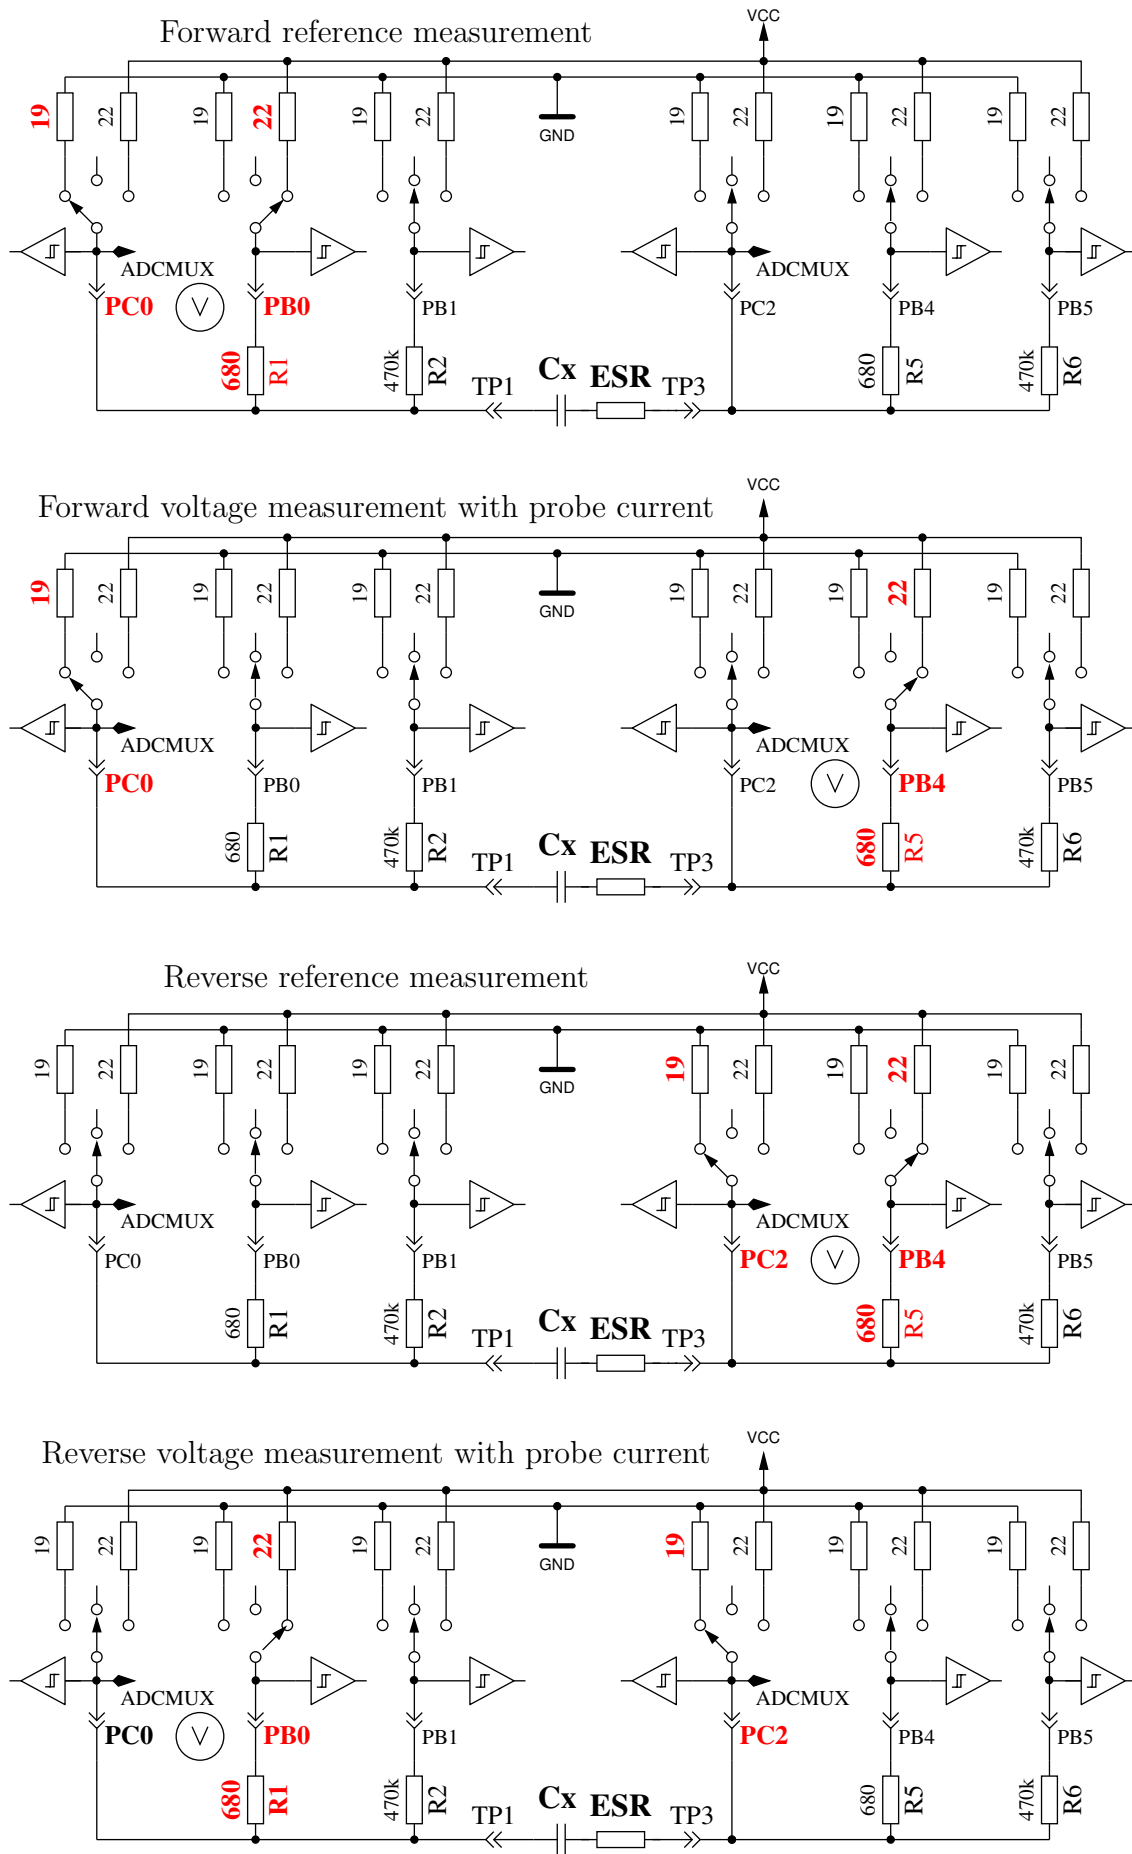 Forward reference measurement
VCC
19 22 19 22 19 22 GND 19 22 19 22 19 22
ADCMUX ADCMUX
PC0 V PB0 PB1 PC2 PB4 PB5
680 R1 470k R2 680 R5 470k R6
TP1 Cx ESR TP3
Forward voltage measurement with probe current
VCC
19 22 19 22 19 22 GND 19 22 19 22 19 22
ADCMUX ADCMUX
PC0 PB0 PB1 PC2 V PB4 PB5
680 R1 470k R2 680 R5 470k R6
TP1 Cx ESR TP3
Reverse reference measurement
VCC
19 22 19 22 19 22 GND 19 22 19 22 19 22
ADCMUX ADCMUX
PC0 PB0 PB1 PC2 V PB4 PB5
680 R1 470k R2 680 R5 470k R6
TP1 Cx ESR TP3
Reverse voltage measurement with probe current
VCC
19 22 19 22 19 22 GND 19 22 19 22 19 22
ADCMUX ADCMUX
PC0 V PB0 PB1 PC2 PB4 PB5
680 R1 470k R2 680 R5 470k R6
TP1 Cx ESR TP3